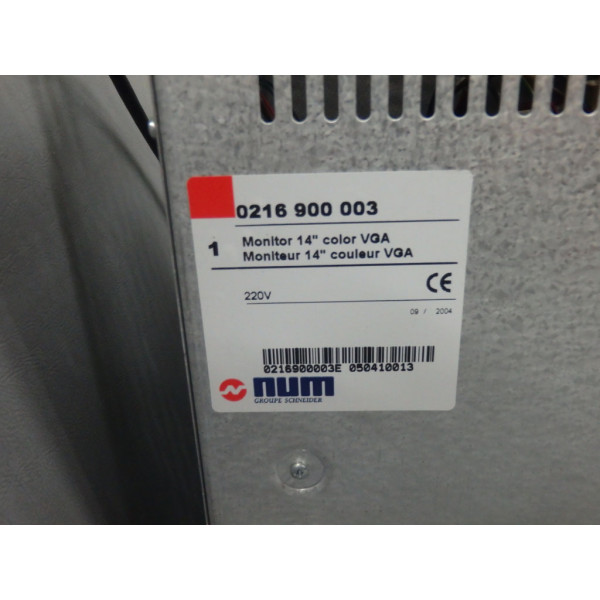 0216 900 003
1
Monitor 14" color VGA
Moniteur 14" couleur VGA
220V
CE
09 / 2004
0216900003E 050410013
num
GROUPE SCHNEIDER